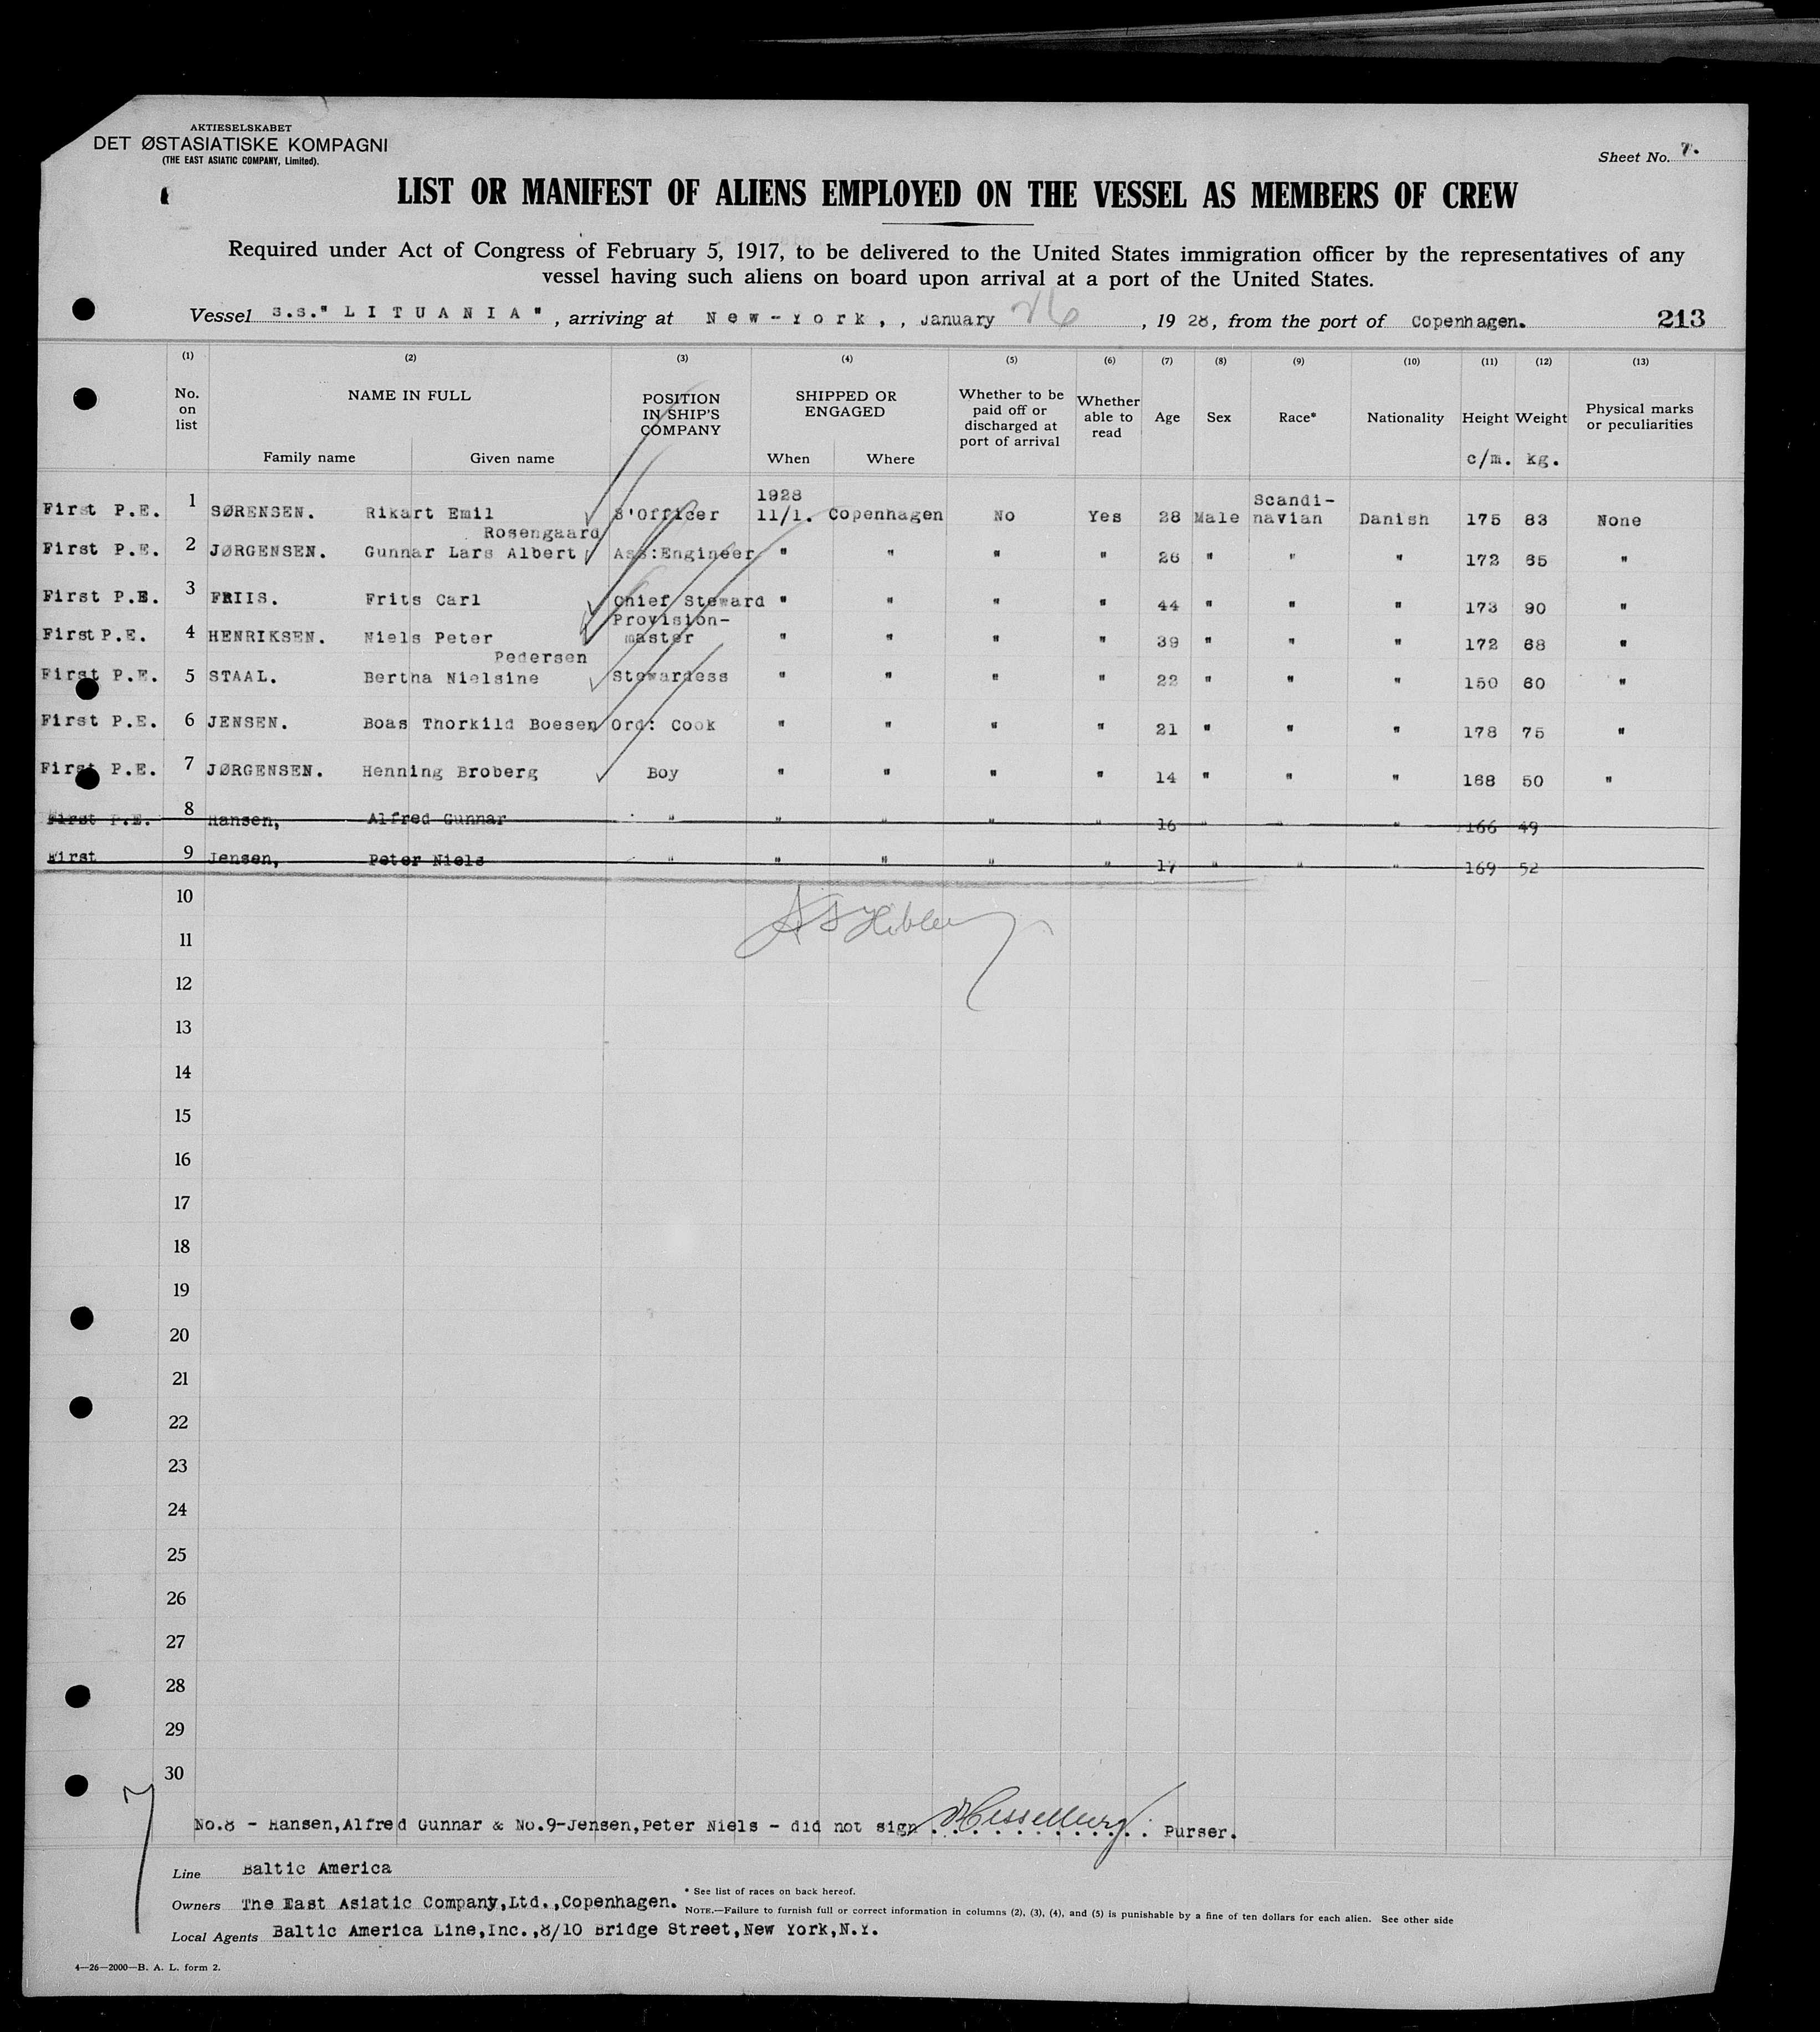 AKTIESELSKABET
DET ØSTASIATISKE KOMPAGNI
(THE EAST ASIATIC COMPANY, Limited).
Sheet No. 7.
LIST OR MANIFEST OF ALIENS EMPLOYED ON THE VESSEL AS MEMBERS OF CREW
Required under Act of Congress of February 5, 1917, to be delivered to the United States immigration officer by the representatives of any
vessel having such aliens on board upon arrival at a port of the United States.
Vessel s.s." L I T U A N I A " , arriving at N e w - Y o r k , , January 26 , 19 28, from the port of Copenhagen. 213
(1) (2) (3) (4) (5) (6) (7) (8) (9) (10) (11) (12) (13)
No. on list NAME IN FULL Family name Given name POSITION IN SHIP'S COMPANY SHIPPED OR ENGAGED When Where Whether to be paid off or discharged at port of arrival Whether able to read Age Sex Race* Nationality Height c/m. Weight kg. Physical marks or peculiarities
1928 Scandi-
First P.E. 1 SØRENSEN. Rikart Emil S'Officer 11/1. Copenhagen No Yes 28 Male navian Danish 175 83 None
Rosengaard
First P.E. 2 JØRGENSEN. Gunnar Lars Albert Ass:Engineer " " " " 26 " " " 172 65 "
First P.E. 3 FRIIS. Frits Carl Chief Steward " " " " 44 " " " 173 90 "
Provision-
First P.E. 4 HENRIKSEN. Niels Peter master " " " " 39 " " " 172 68 "
Pedersen
First P.E. 5 STAAL. Bertha Nielsine Stewardess " " " " 22 " " " 150 60 "
First P.E. 6 JENSEN. Boas Thorkild Boesen Ord: Cook " " " " 21 " " " 178 75 "
First P.E. 7 JØRGENSEN. Henning Broberg Boy " " " " 14 " " " 168 50 "
First P.E. 8 Hansen, Alfred Gunnar " " " " " 16 " " " 166 49
First 9 Jensen, Peter Niels " " " " " 17 " " " 169 52
10
11
12
13
14
15
16
17
18
19
20
21
22
23
24
25
26
27
28
29
30
No.8 - Hansen,Alfred Gunnar & No.9-Jensen,Peter Niels - did not sign . . . . . . . . . . . . Purser.
7
Line Baltic America
* See list of races on back hereof.
Owners The East Asiatic Company,Ltd.,Copenhagen.
NOTE.—Failure to furnish full or correct information in columns (2), (3), (4), and (5) is punishable by a fine of ten dollars for each alien. See other side
Local Agents Baltic America Line,Inc.,8/10 Bridge Street,New York,N.Y.
4—26—2000—B. A. L. form 2.